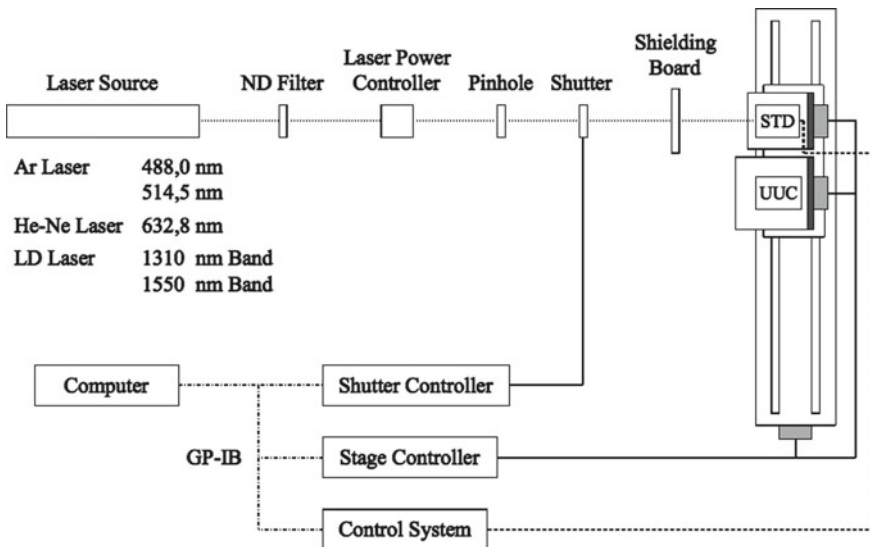 Laser Source
ND Filter
Laser Power
Controller
Pinhole
Shutter
Shielding
Board
STD
UUC
Ar Laser 488,0 nm
514,5 nm
He-Ne Laser 632,8 nm
LD Laser 1310 nm Band
1550 nm Band
Computer
Shutter Controller
GP-IB
Stage Controller
Control System